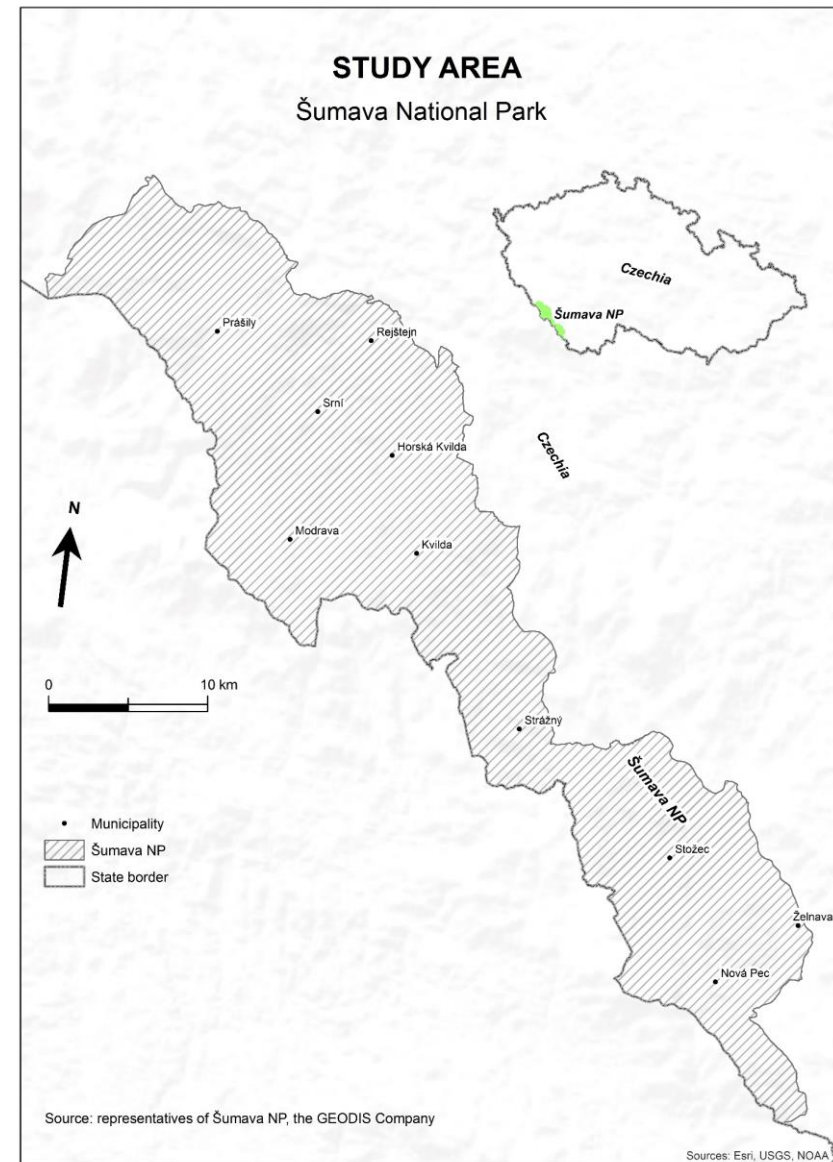 STUDY AREA
Šumava National Park
Czechia
Šumava NP
Prášily
Rejštejn
Srní
Horská Kvilda
Czechia
N
Modrava
Kvilda
0 10 km
Strážný
Šumava NP
Municipality
Šumava NP
State border
Stožec
Želnava
Nová Pec
Source: representatives of Šumava NP, the GEODIS Company
Sources: Esri, USGS, NOAA